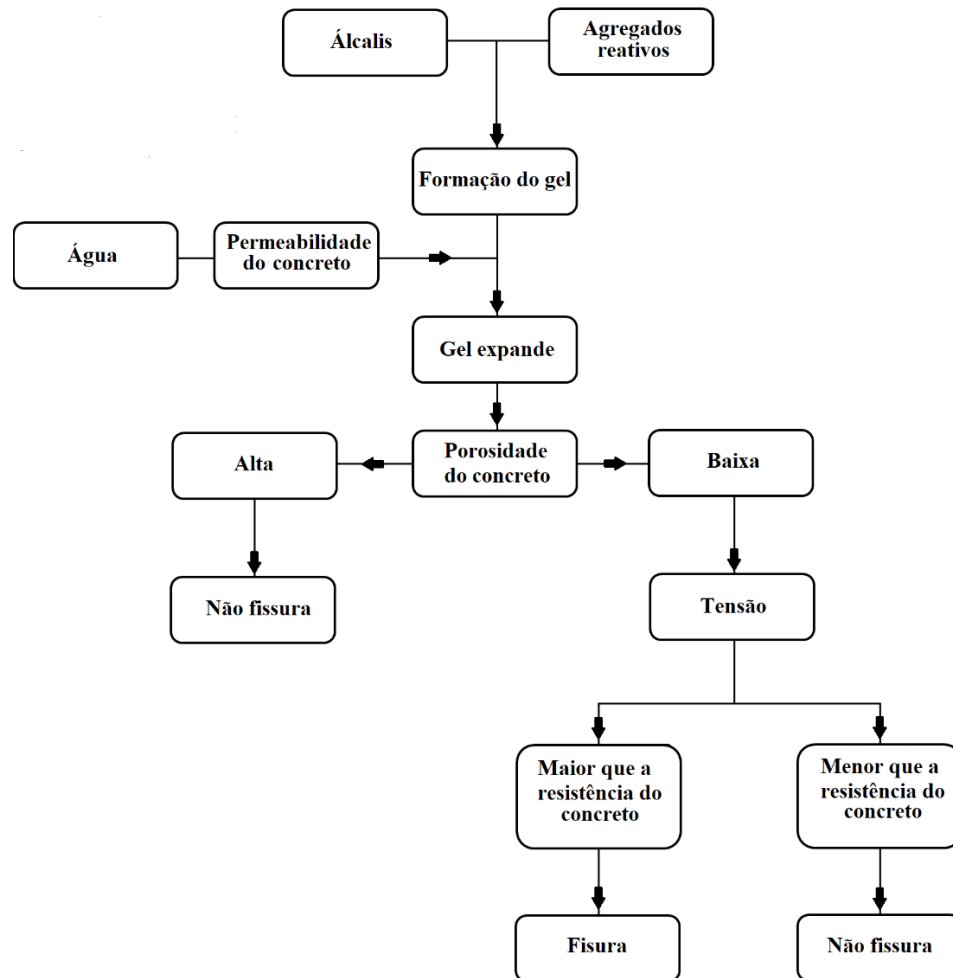 Álcalis
Agregados
reativos
Formação do gel
Água
Permeabilidade
do concreto
Gel expande
Alta
Porosidade
do concreto
Baixa
Não fissura
Tensão
Maior que a
resistência do
concreto
Menor que a
resistência do
concreto
Fisura
Não fissura